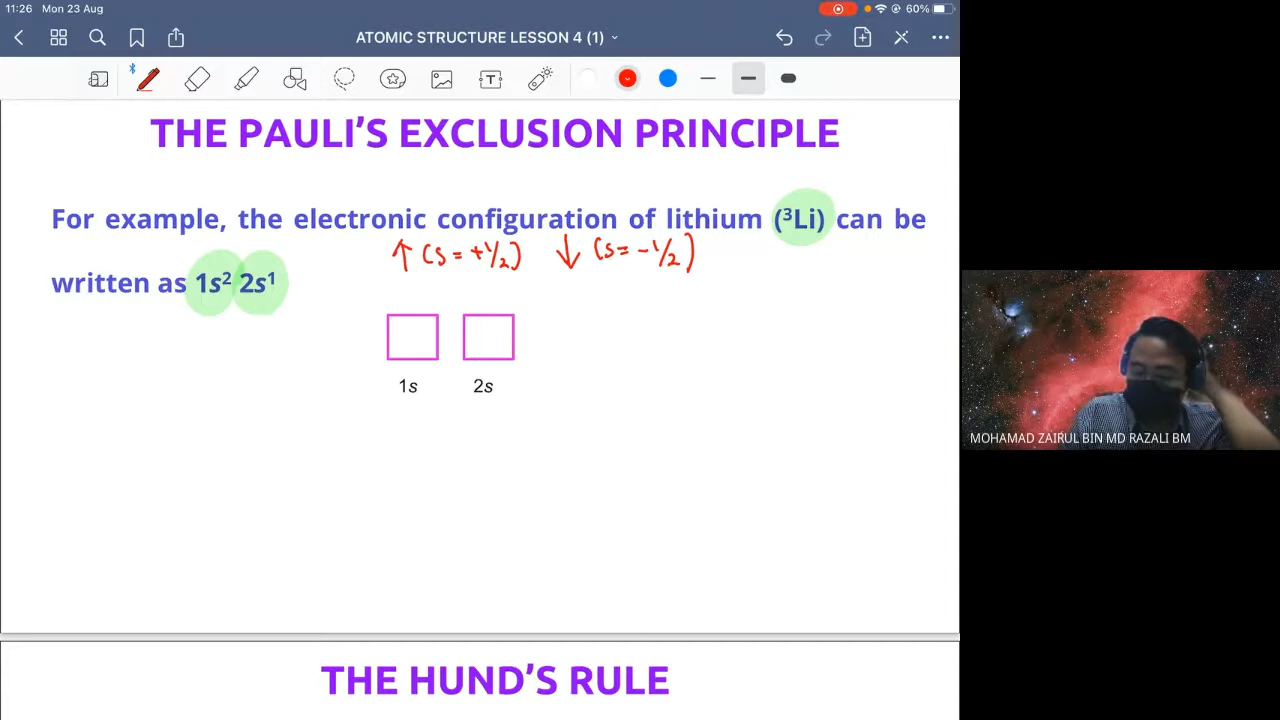 11:26 Mon 23 Aug
60%
ATOMIC STRUCTURE LESSON 4 (1)
THE PAULI’S EXCLUSION PRINCIPLE
For example, the electronic configuration of lithium (³Li) can be
↑ (s = +1/2) ↓ (s = -1/2)
written as 1s² 2s¹
1s 2s
MOHAMAD ZAIRUL BIN MD RAZALI BM
THE HUND’S RULE